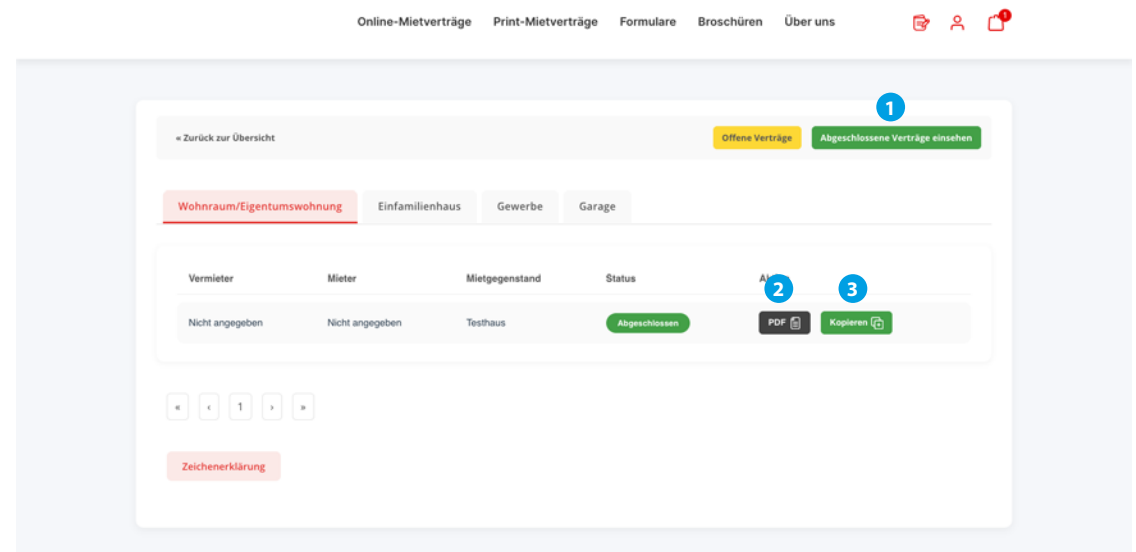 Online-Mietverträge Print-Mietverträge Formulare Broschüren Über uns 1
1
« Zurück zur Übersicht Offene Verträge Abgeschlossene Verträge einsehen
Wohnraum/Eigentumswohnung Einfamilienhaus Gewerbe Garage
Vermieter Mieter Mietgegenstand Status
2 3
Nicht angegeben Nicht angegeben Testhaus Abgeschlossen PDF Kopieren
« ‹ 1 › »
Zeichenerklärung